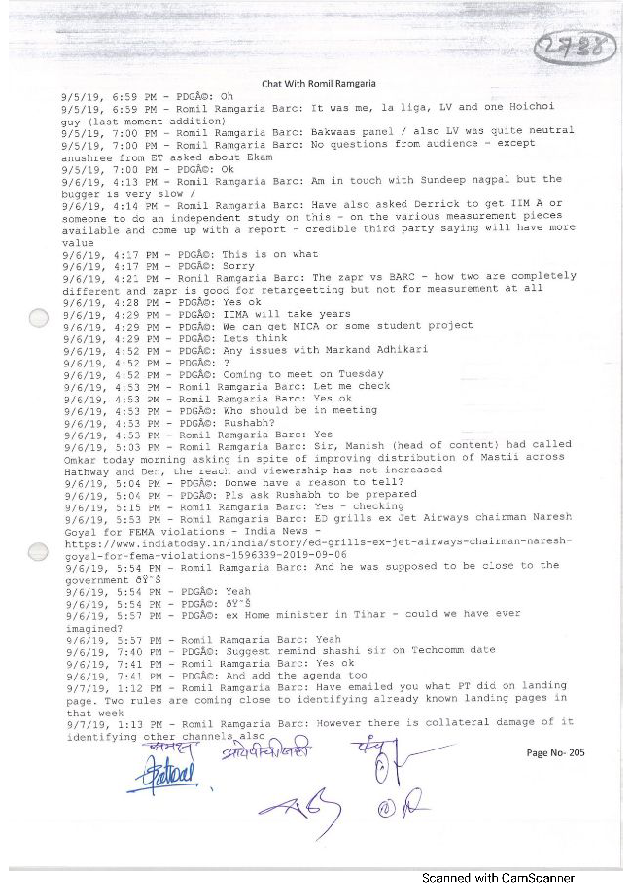 2788
Chat With Romil Ramgaria
9/5/19, 6:59 PM - PDGÂ©: Oh
9/5/19, 6:59 PM - Romil Ramgaria Barc: It was me, la liga, LV and one Hoichoi
guy (last moment addition)
9/5/19, 7:00 PM - Romil Ramgaria Barc: Bakwaas panel / also LV was quite neutral
9/5/19, 7:00 PM - Romil Ramgaria Barc: No questions from audience - except
anushree from ET asked about Ekam
9/5/19, 7:00 PM - PDGÂ©: Ok
9/6/19, 4:13 PM - Romil Ramgaria Barc: Am in touch with Sundeep nagpal but the
bugger is very slow /
9/6/19, 4:14 PM - Romil Ramgaria Barc: Have also asked Derrick to get IIM A or
someone to do an independent study on this - on the various measurement pieces
available and come up with a report - credible third party saying will have more
value
9/6/19, 4:17 PM - PDGÂ©: This is on what
9/6/19, 4:17 PM - PDGÂ©: Sorry
9/6/19, 4:21 PM - Romil Ramgaria Barc: The zapr vs BARC - how two are completely
different and zapr is good for retargeetting but not for measurement at all
9/6/19, 4:28 PM - PDGÂ©: Yes ok
9/6/19, 4:29 PM - PDGÂ©: IIMA will take years
9/6/19, 4:29 PM - PDGÂ©: We can get MICA or some student project
9/6/19, 4:29 PM - PDGÂ©: Lets think
9/6/19, 4:52 PM - PDGÂ©: Any issues with Markand Adhikari
9/6/19, 4:52 PM - PDGÂ©: ?
9/6/19, 4:52 PM - PDGÂ©: Coming to meet on Tuesday
9/6/19, 4:53 PM - Romil Ramgaria Barc: Let me check
9/6/19, 4:53 PM - Romil Ramgaria Barc: Yes ok
9/6/19, 4:53 PM - PDGÂ©: Who should be in meeting
9/6/19, 4:53 PM - PDGÂ©: Rushabh?
9/6/19, 4:53 PM - Romil Ramgaria Barc: Yes
9/6/19, 5:03 PM - Romil Ramgaria Barc: Sir, Manish (head of content) had called
Omkar today morning asking in spite of improving distribution of Mastii across
Hathway and Den, the reach and viewership has not increased
9/6/19, 5:04 PM - PDGÂ©: Donwe have a reason to tell?
9/6/19, 5:04 PM - PDGÂ©: Pls ask Rushabh to be prepared
9/6/19, 5:15 PM - Romil Ramgaria Barc: Yes - checking
9/6/19, 5:53 PM - Romil Ramgaria Barc: ED grills ex Jet Airways chairman Naresh
Goyal for FEMA violations - India News -
https://www.indiatoday.in/india/story/ed-grills-ex-jet-airways-chairman-naresh-
goyal-for-fema-violations-1596339-2019-09-06
9/6/19, 5:54 PM - Romil Ramgaria Barc: And he was supposed to be close to the
government ðŸ˜Š
9/6/19, 5:54 PM - PDGÂ©: Yeah
9/6/19, 5:54 PM - PDGÂ©: ðŸ˜Š
9/6/19, 5:57 PM - PDGÂ©: ex Home minister in Tihar - could we have ever
imagined?
9/6/19, 5:57 PM - Romil Ramgaria Barc: Yeah
9/6/19, 7:40 PM - PDGÂ©: Suggest remind shashi sir on Techcomm date
9/6/19, 7:41 PM - Romil Ramgaria Barc: Yes ok
9/6/19, 7:41 PM - PDGÂ©: And add the agenda too
9/7/19, 1:12 PM - Romil Ramgaria Barc: Have emailed you what PT did on landing
page. Two rules are coming close to identifying already known landing pages in
that week
9/7/19, 1:13 PM - Romil Ramgaria Barc: However there is collateral damage of it
identifying other channels also
समक्ष
Page No- 205
Scanned with CamScanner